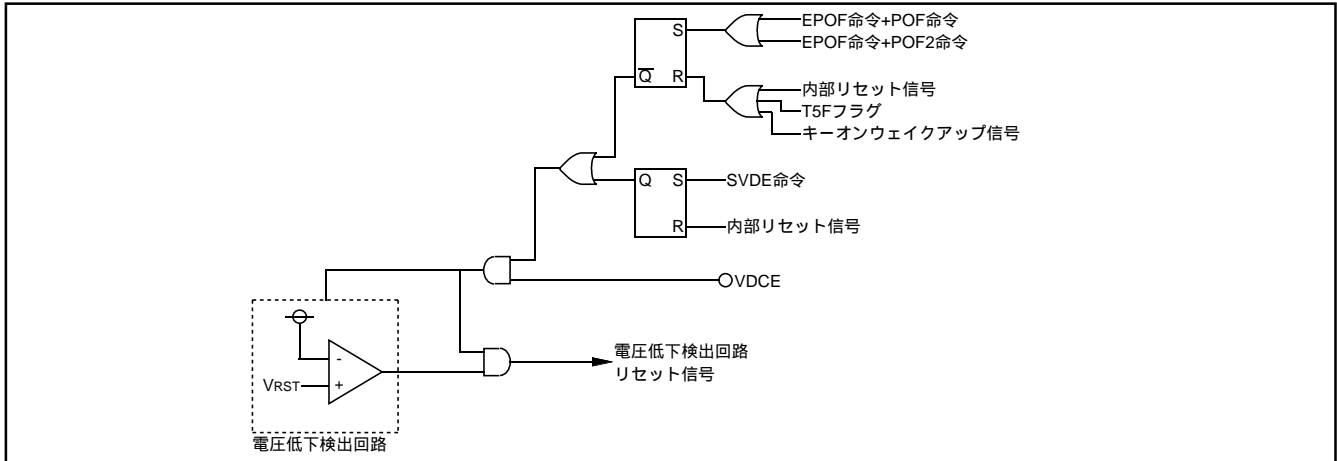 EPOF命令+POF命令
S
EPOF命令+POF2命令
Q R
内部リセット信号
T5Fフラグ
キーオンウェイクアップ信号
Q S
SVDE命令
R
内部リセット信号
VDCE
-
電圧低下検出回路
リセット信号
VRST
+
電圧低下検出回路